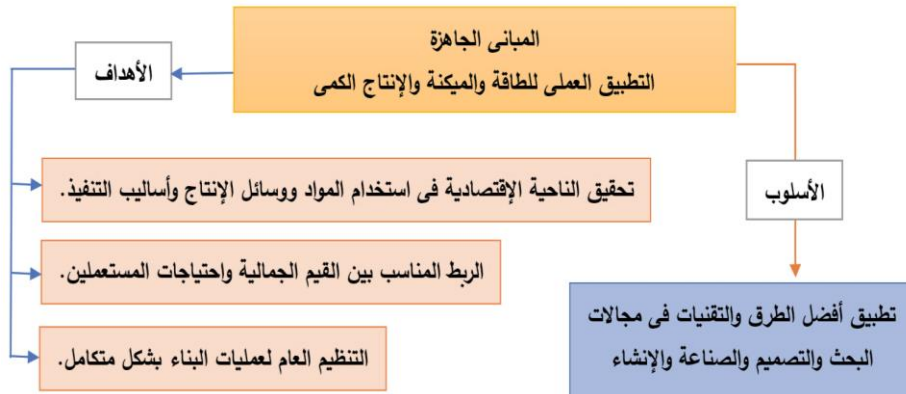 المبانى الجاهزة
التطبيق العملى للطاقة والميكنة والإنتاج الكمى
الأهداف
تحقيق الناحية الإقتصادية فى استخدام المواد ووسائل الإنتاج وأساليب التنفيذ.
الربط المناسب بين القيم الجمالية واحتياجات المستعملين.
التنظيم العام لعمليات البناء بشكل متكامل.
الأسلوب
تطبيق أفضل الطرق والتقنيات فى مجالات
البحث والتصميم والصناعة والإنشاء